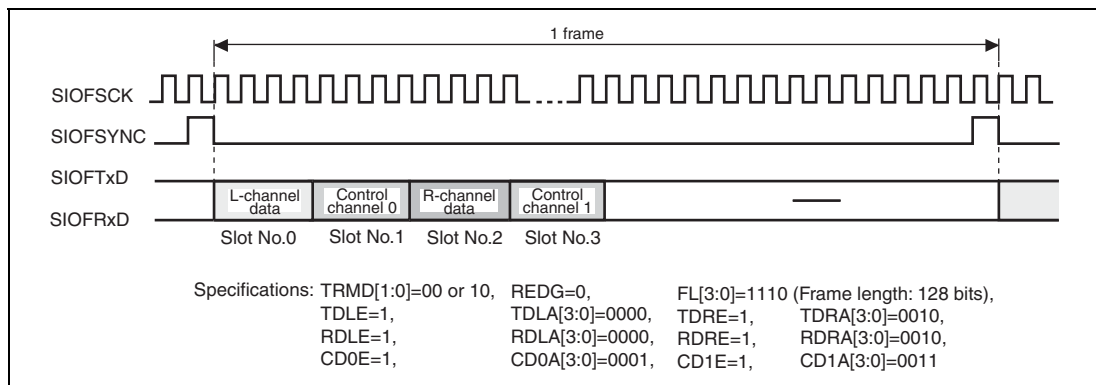 1 frame
SIOFSCK
SIOFSYNC
SIOFTxD
SIOFRxD
L-channel data
Control channel 0
R-channel data
Control channel 1
Slot No.0 Slot No.1 Slot No.2 Slot No.3
Specifications: TRMD[1:0]=00 or 10, REDG=0, FL[3:0]=1110 (Frame length: 128 bits),
TDLE=1, TDLA[3:0]=0000, TDRE=1, TDRA[3:0]=0010,
RDLE=1, RDLA[3:0]=0000, RDRE=1, RDRA[3:0]=0010,
CD0E=1, CD0A[3:0]=0001, CD1E=1, CD1A[3:0]=0011